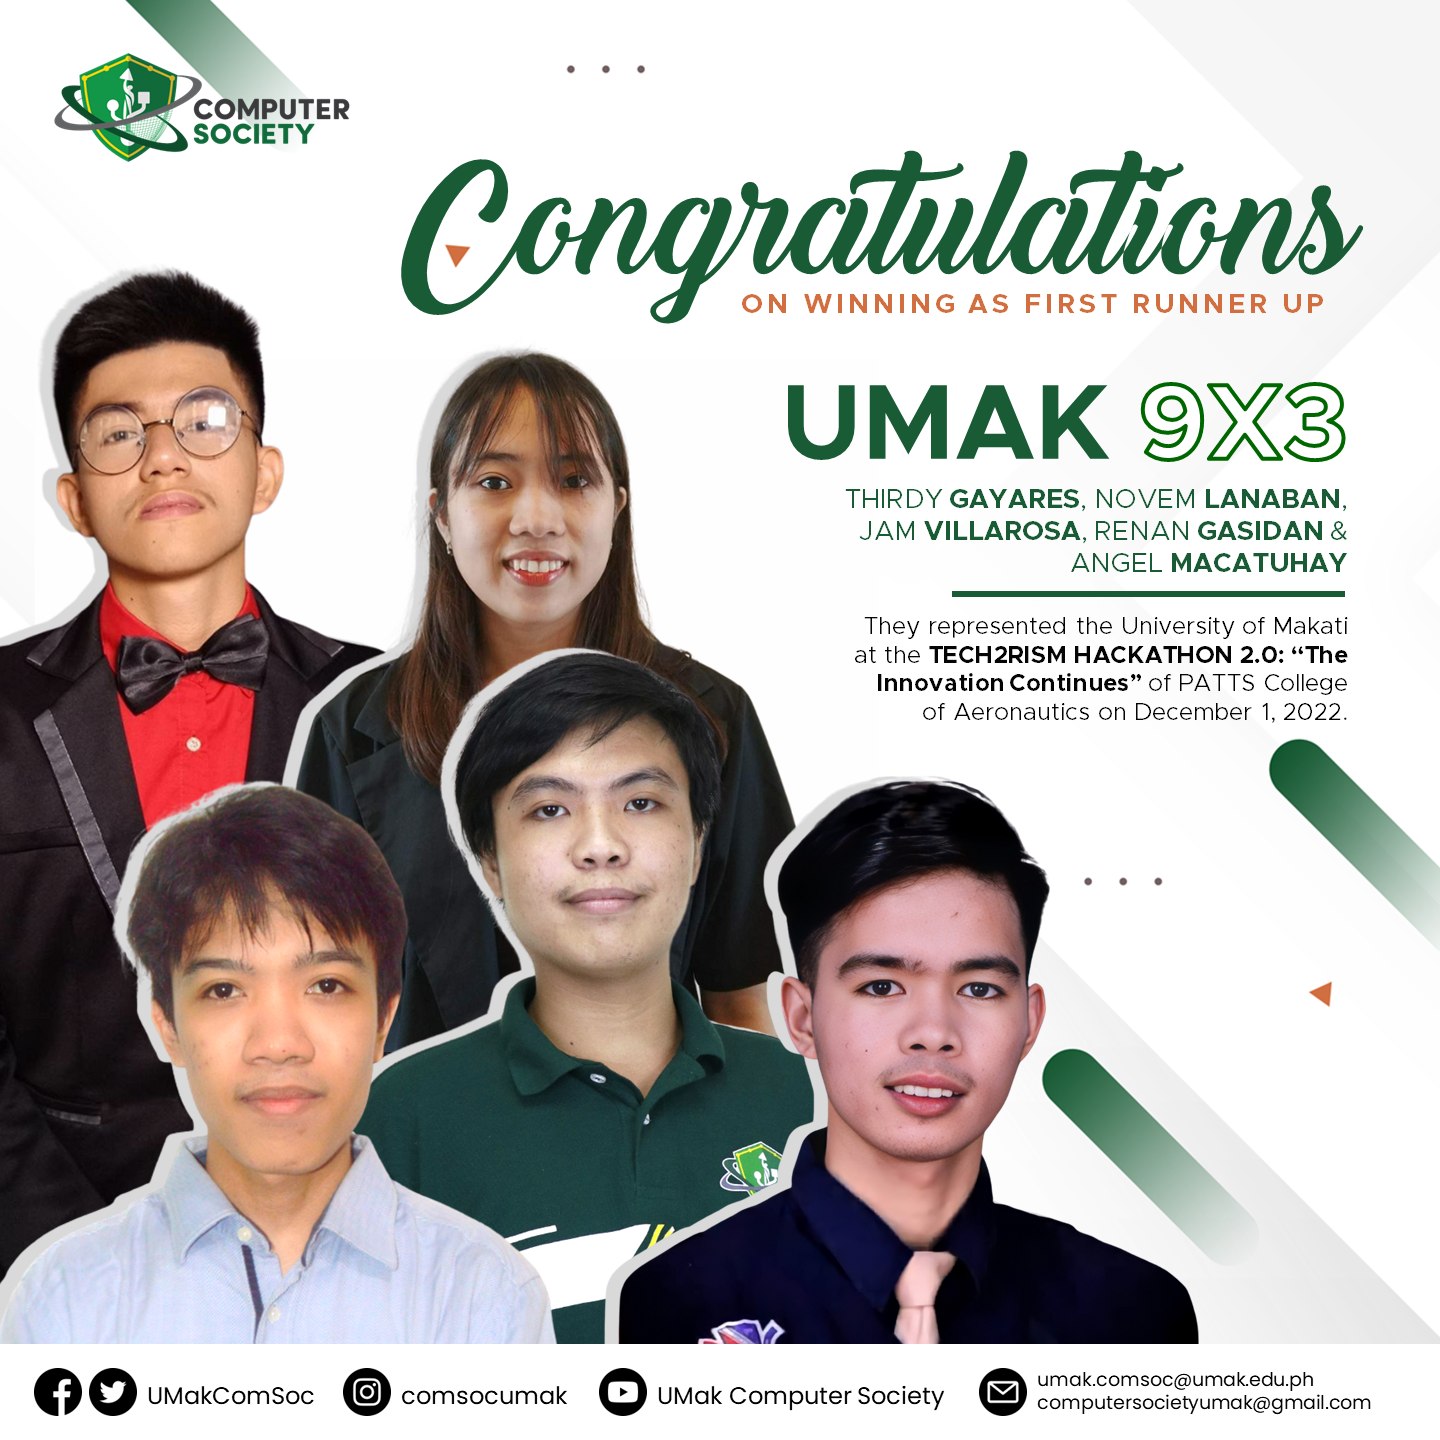 COMPUTER
SOCIETY
Congratulations
ON WINNING AS FIRST RUNNER UP
UMAK 9X3
THIRDY GAYARES, NOVEM LANABAN,
JAM VILLAROSA, RENAN GASIDAN &
ANGEL MACATUHAY
They represented the University of Makati
at the TECH2RISM HACKATHON 2.0: “The
Innovation Continues” of PATTS College
of Aeronautics on December 1, 2022.
UMakComSoc
comsocumak
UMak Computer Society
umak.comsoc@umak.edu.ph
computersocietyumak@gmail.com